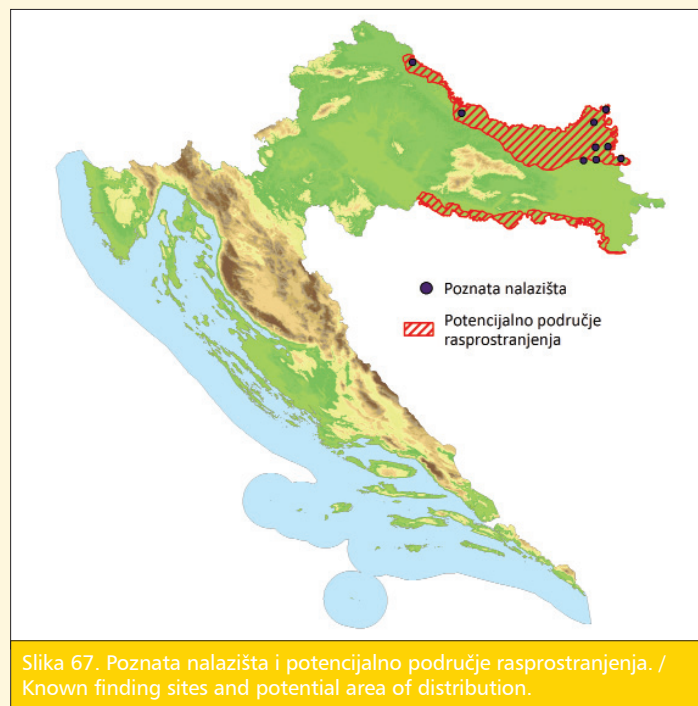 Poznata nalazišta
Potencijalno područje
rasprostranjenja
Slika 67. Poznata nalazišta i potencijalno područje rasprostranjenja. /
Known finding sites and potential area of distribution.